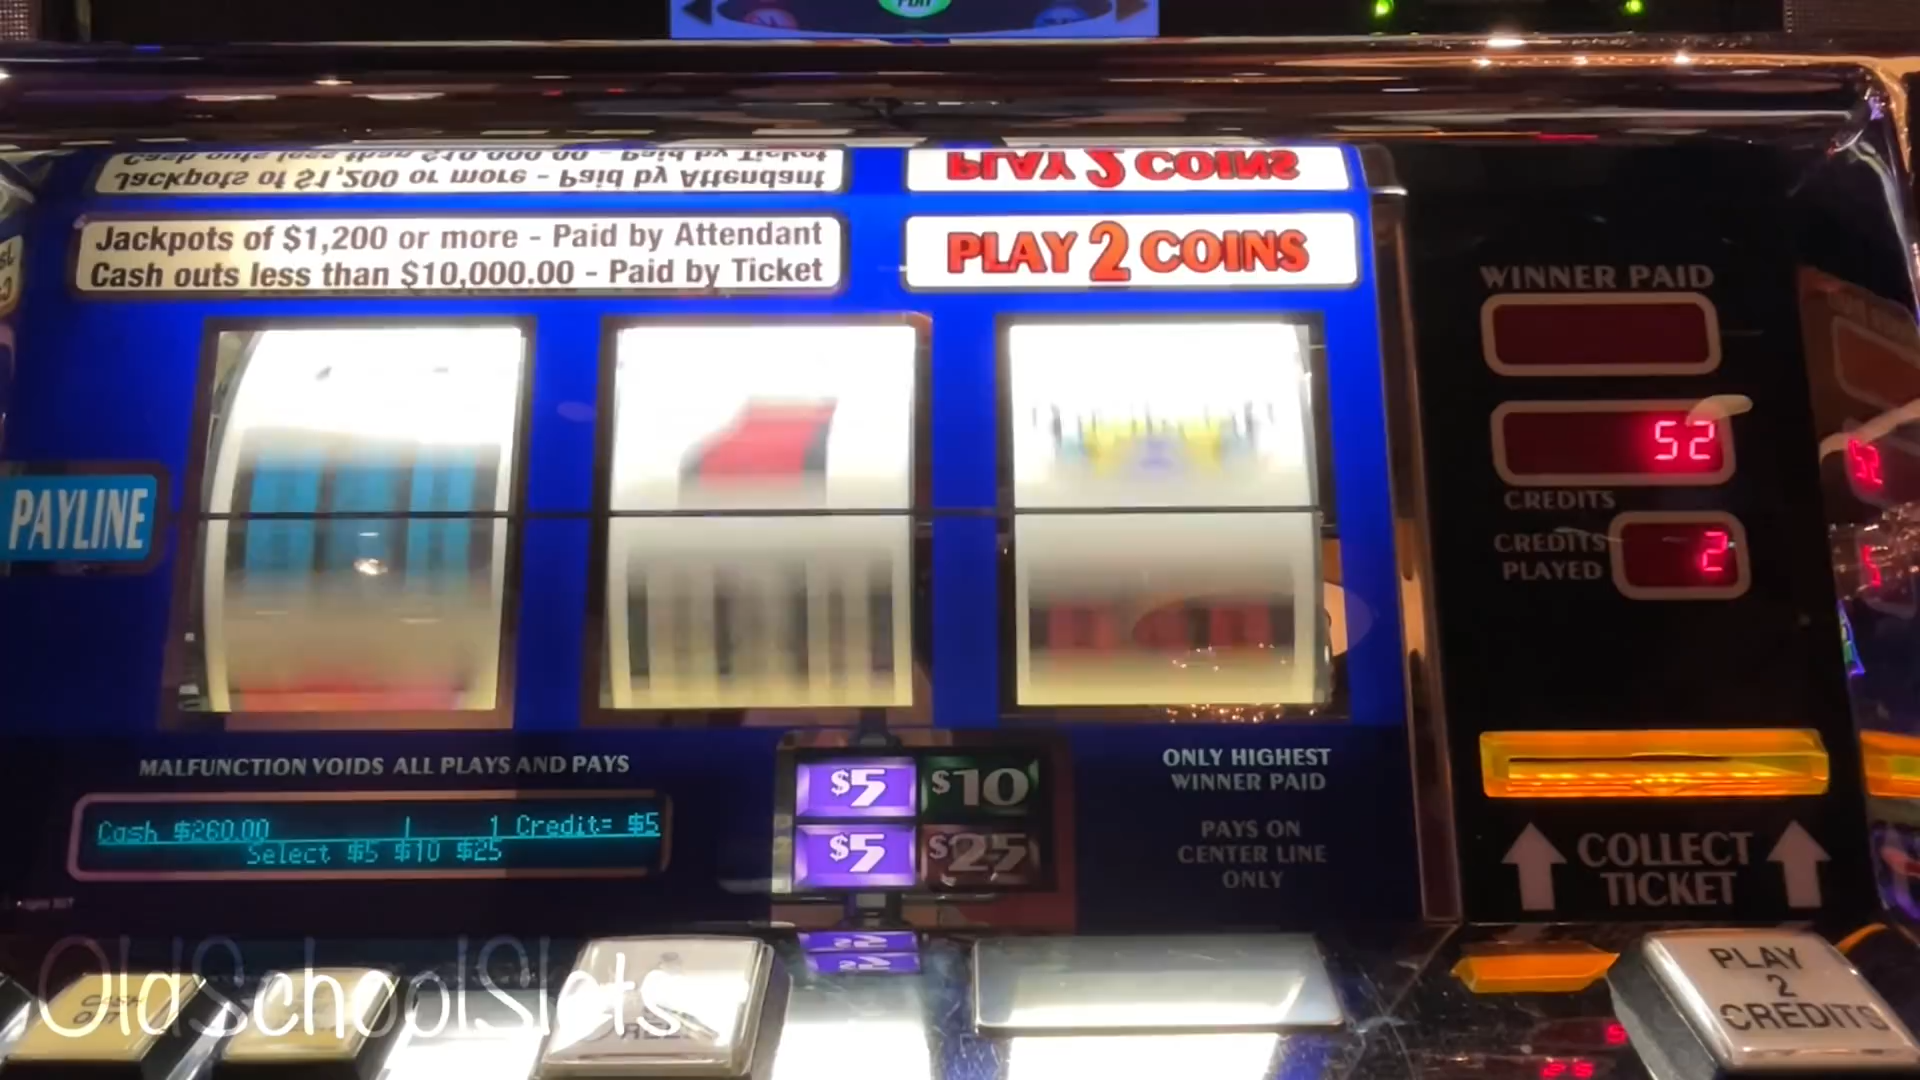 Jackpots of $1,200 or more - Paid by Attendant
Cash outs less than $10,000.00 - Paid by Ticket
PLAY 2 COINS
WINNER PAID
52
CREDITS
CREDITS PLAYED
2
PAYLINE
MALFUNCTION VOIDS ALL PLAYS AND PAYS
Cash $260.00 1 Credit= $5
Select $5 $10 $25
$5 $10
$5 $25
ONLY HIGHEST
WINNER PAID
PAYS ON
CENTER LINE
ONLY
COLLECT
TICKET
PLAY
2
CREDITS
CASH
OUT
OldSchoolSlots